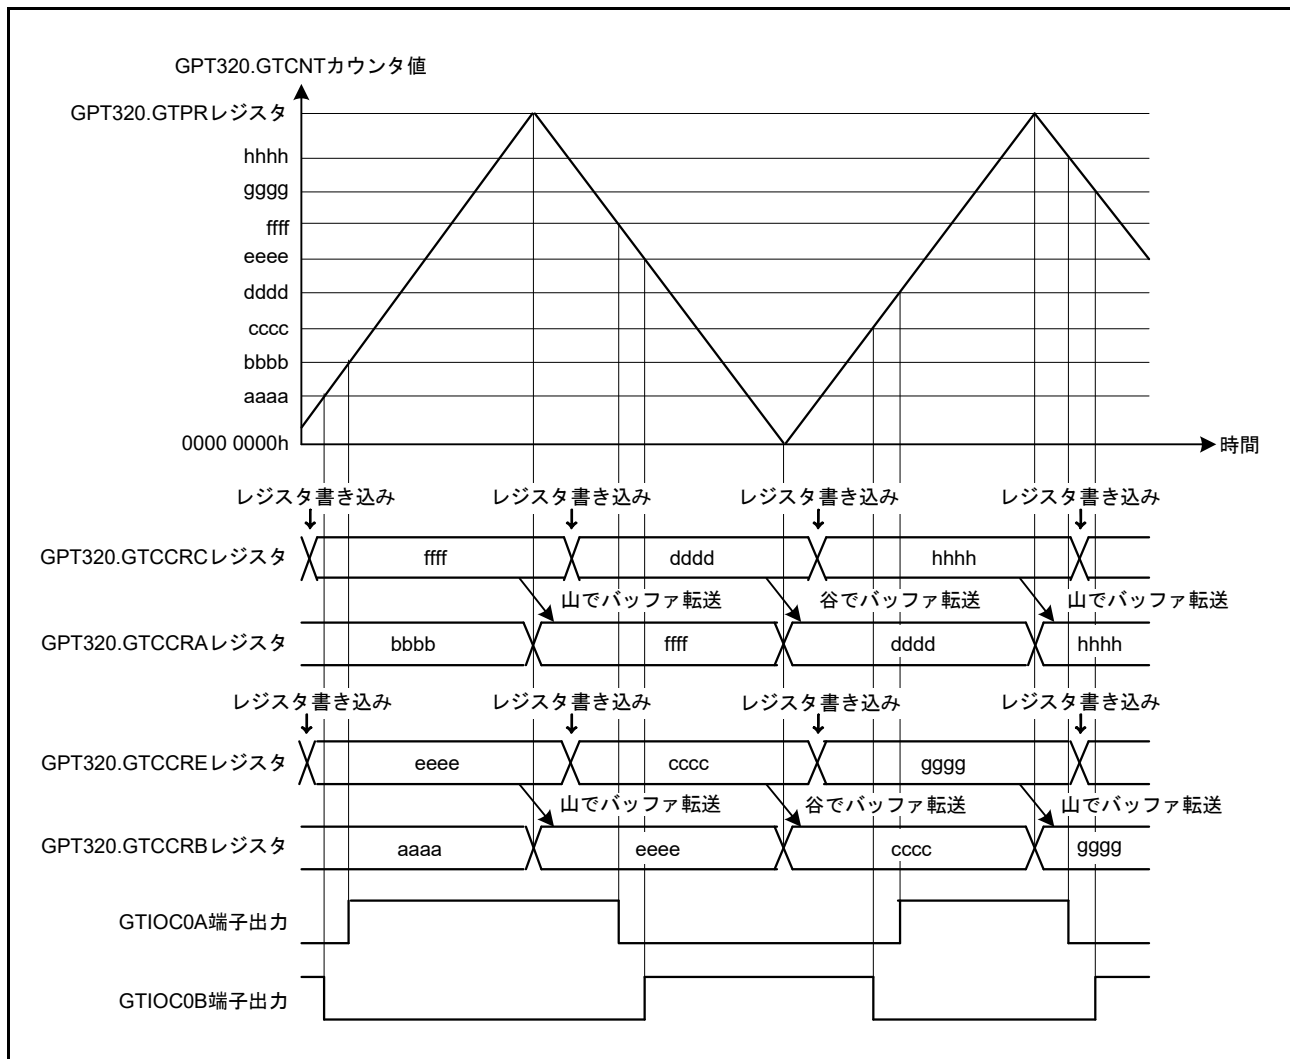 GPT320.GTCNTカウンタ値
GPT320.GTPRレジスタ
hhhh
gggg
ffff
eeee
dddd
cccc
bbbb
aaaa
0000 0000h
時間
レジスタ書き込み レジスタ書き込み レジスタ書き込み レジスタ書き込み
GPT320.GTCCRCレジスタ ffff dddd hhhh
山でバッファ転送 谷でバッファ転送 山でバッファ転送
GPT320.GTCCRAレジスタ bbbb ffff dddd hhhh
レジスタ書き込み レジスタ書き込み レジスタ書き込み レジスタ書き込み
GPT320.GTCCREレジスタ eeee cccc gggg
山でバッファ転送 谷でバッファ転送 山でバッファ転送
GPT320.GTCCRBレジスタ aaaa eeee cccc gggg
GTIOC0A端子出力
GTIOC0B端子出力